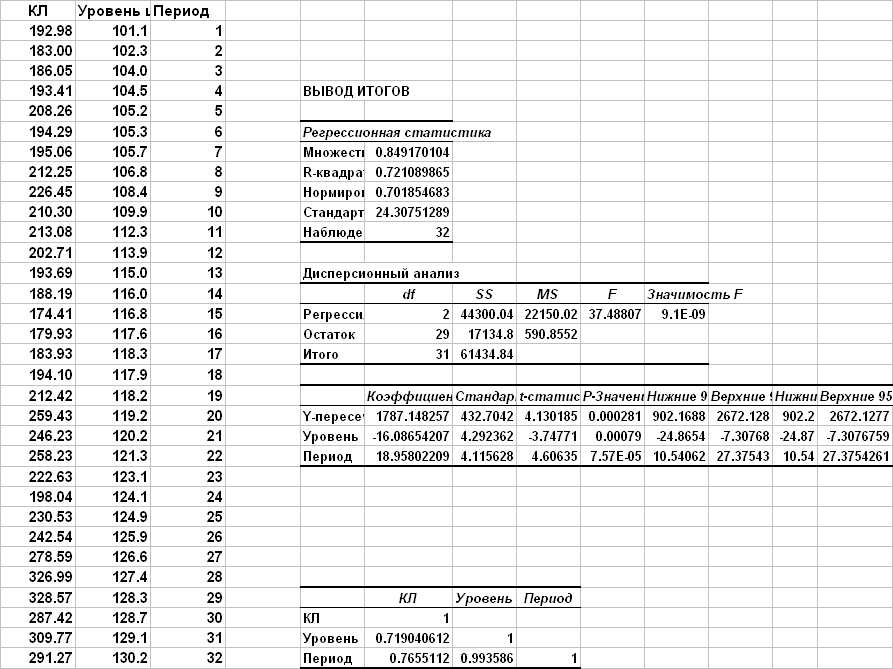 КЛ Уровень ц Период
192.98 101.1 1
183.00 102.3 2
186.05 104.0 3
193.41 104.5 4 ВЫВОД ИТОГОВ
208.26 105.2 5
194.29 105.3 6 Регрессионная статистика
195.06 105.7 7 Множест 0.849170104
212.25 106.8 8 R-квадра 0.721089865
226.45 108.4 9 Нормиро 0.701854683
210.30 109.9 10 Стандарт 24.30751289
213.08 112.3 11 Наблюде 32
202.71 113.9 12
193.69 115.0 13 Дисперсионный анализ
188.19 116.0 14 df SS MS F Значимость F
174.41 116.8 15 Регресси 2 44300.04 22150.02 37.48807 9.1E-09
179.93 117.6 16 Остаток 29 17134.8 590.8552
183.93 118.3 17 Итого 31 61434.84
194.10 117.9 18
212.42 118.2 19 Коэффициен Стандар t-статис P-Значени Нижние 9 Верхние 9 Нижни Верхние 95
259.43 119.2 20 Y-пересе 1787.148257 432.7042 4.130185 0.000281 902.1688 2672.128 902.2 2672.1277
246.23 120.2 21 Уровень -16.08654207 4.292362 -3.74771 0.00079 -24.8654 -7.30768 -24.87 -7.3076759
258.23 121.3 22 Период 18.95802209 4.115628 4.60635 7.57E-05 10.54062 27.37543 10.54 27.3754261
222.63 123.1 23
198.04 124.1 24
230.53 124.9 25
242.54 125.9 26
278.59 126.6 27
326.99 127.4 28
328.57 128.3 29 КЛ Уровень Период
287.42 128.7 30 КЛ 1
309.77 129.1 31 Уровень 0.719040612 1
291.27 130.2 32 Период 0.7655112 0.993586 1